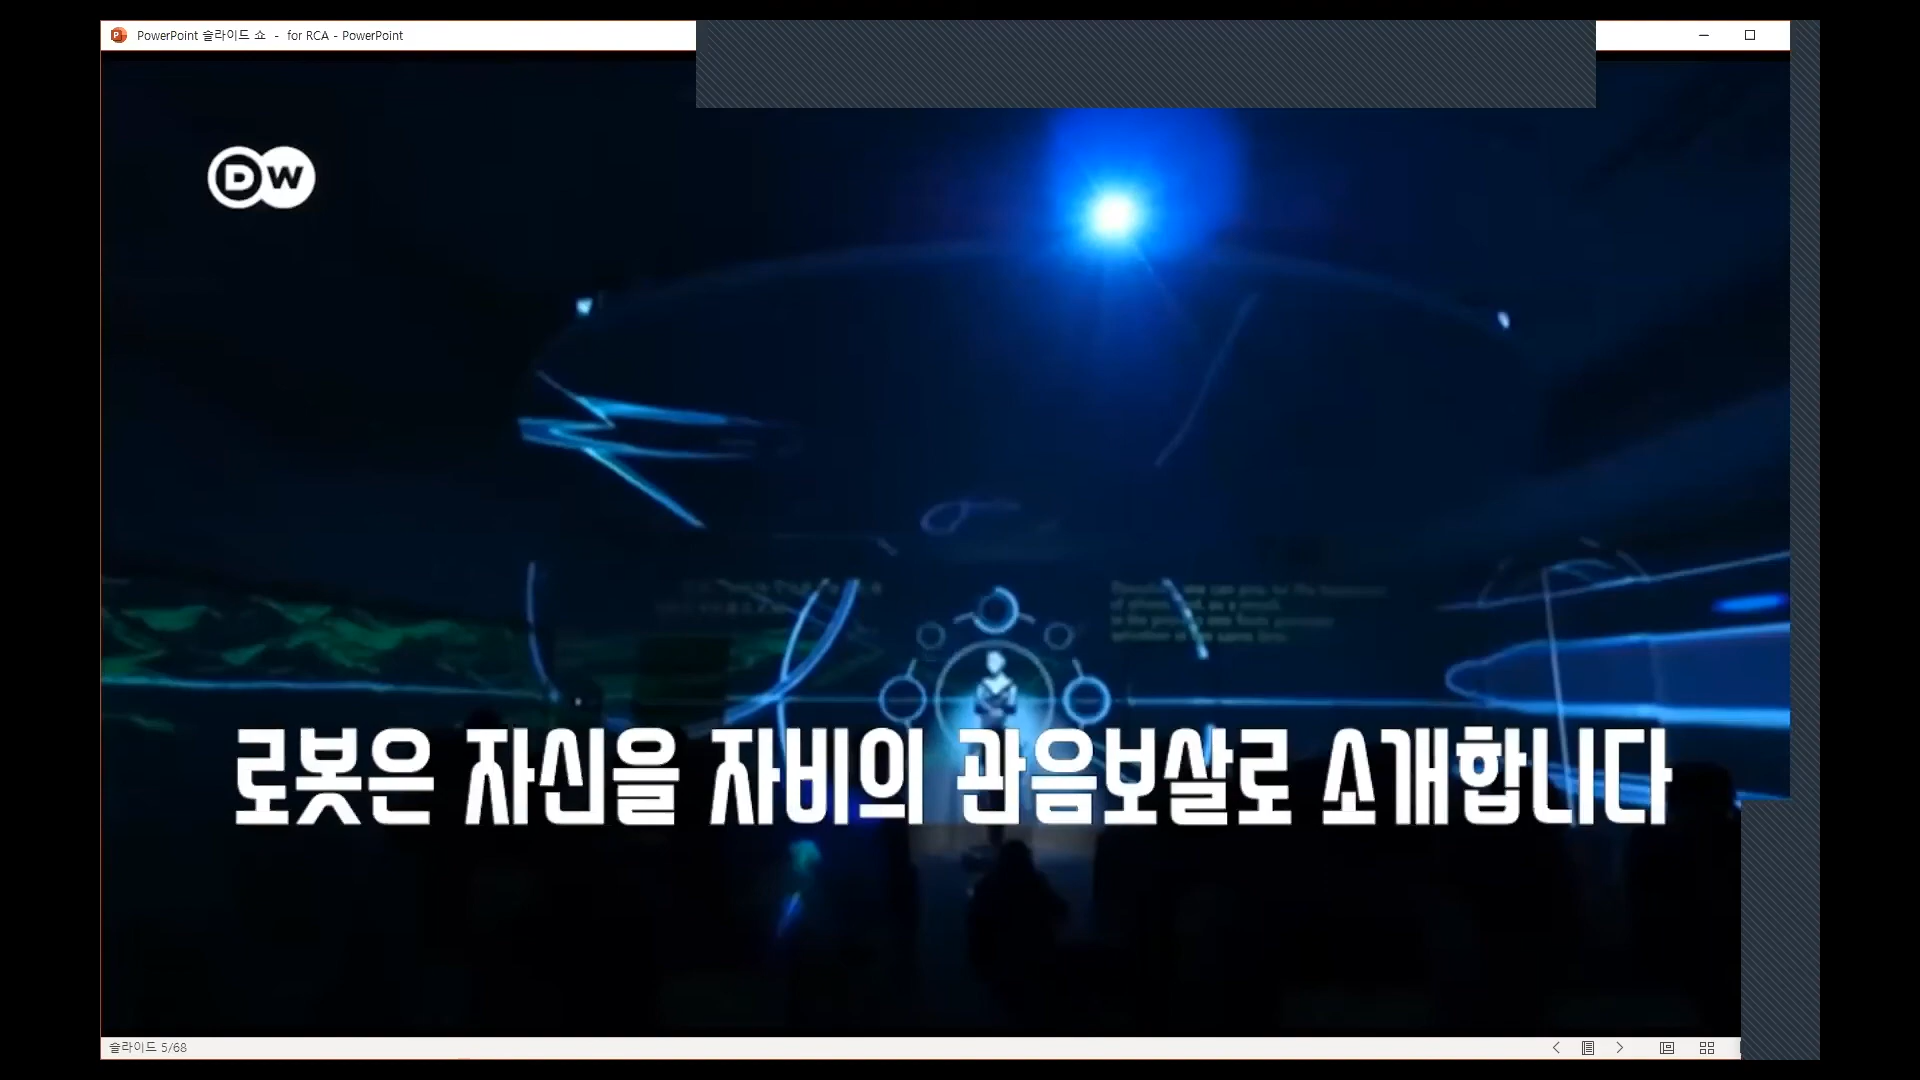 PowerPoint 슬라이드 쇼 - for RCA - PowerPoint
DW
로봇은 자신을 자비의 관음보살로 소개합니다
슬라이드 5/68